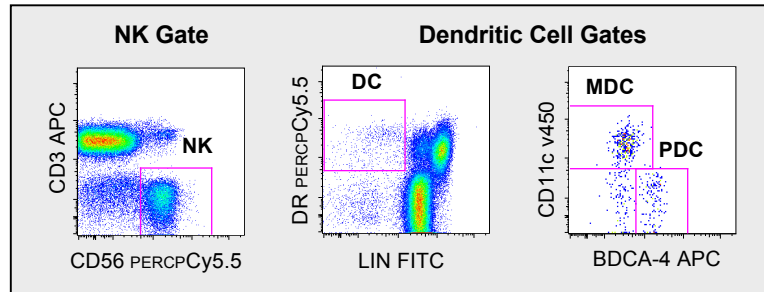 NK Gate
Dendritic Cell Gates
CD3 APC
NK
CD56 PERCPCy5.5
DC
DR PERCPCy5.5
LIN FITC
MDC
PDC
CD11c v450
BDCA-4 APC